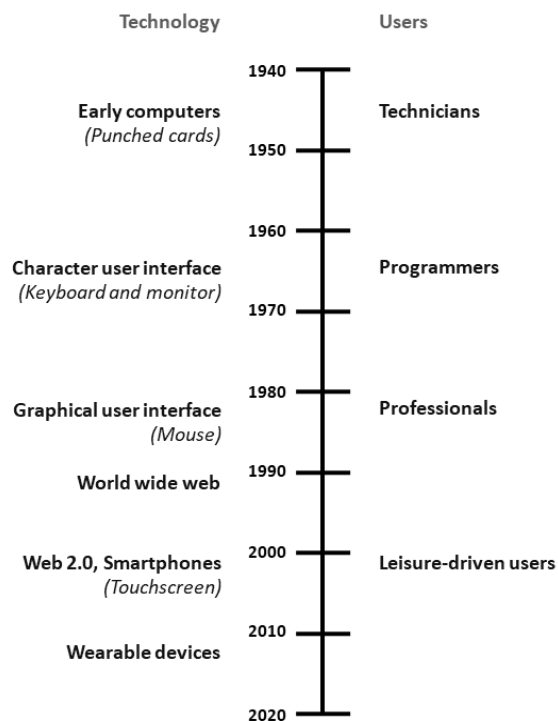 Technology Users
1940
Early computers Technicians
(Punched cards)
1950
1960
Character user interface Programmers
(Keyboard and monitor)
1970
1980
Graphical user interface Professionals
(Mouse)
1990
World wide web
2000
Web 2.0, Smartphones Leisure-driven users
(Touchscreen)
2010
Wearable devices
2020